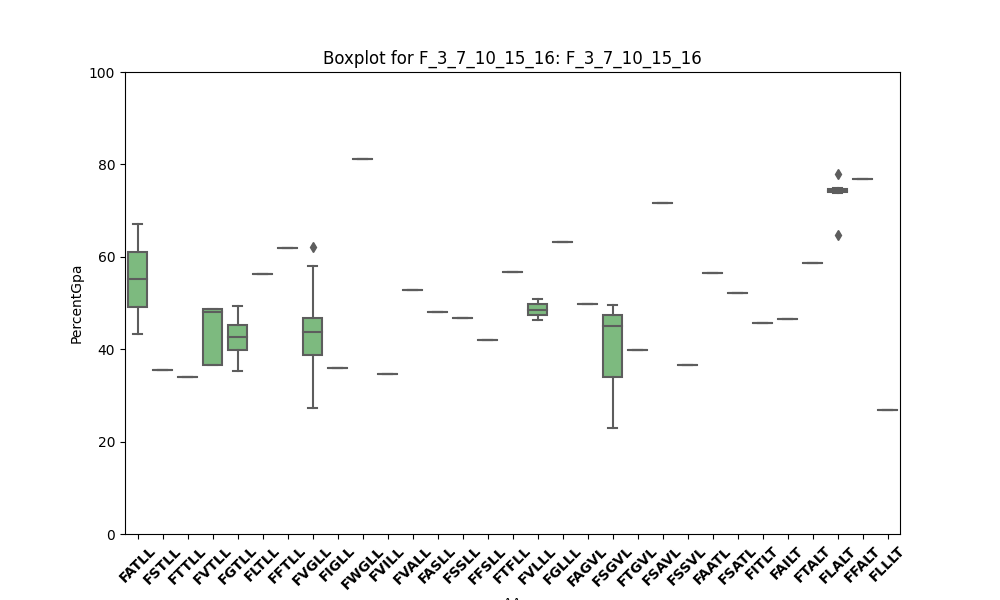 Boxplot for F_3_7_10_15_16: F_3_7_10_15_16
100
80
60
40
20
0
PercentGpa
FATLL
FSTLL
FTTLL
FVTLL
FGTLL
FLTLL
FFTLL
FVGLL
FIGLL
FWGLL
FVILL
FVALL
FASLL
FSSLL
FFSLL
FTFLL
FVLLL
FGLLL
FAGVL
FSGVL
FTGVL
FSAVL
FSSVL
FAATL
FSATL
FITLT
FAILT
FTALT
FLALT
FFALT
FLLLT